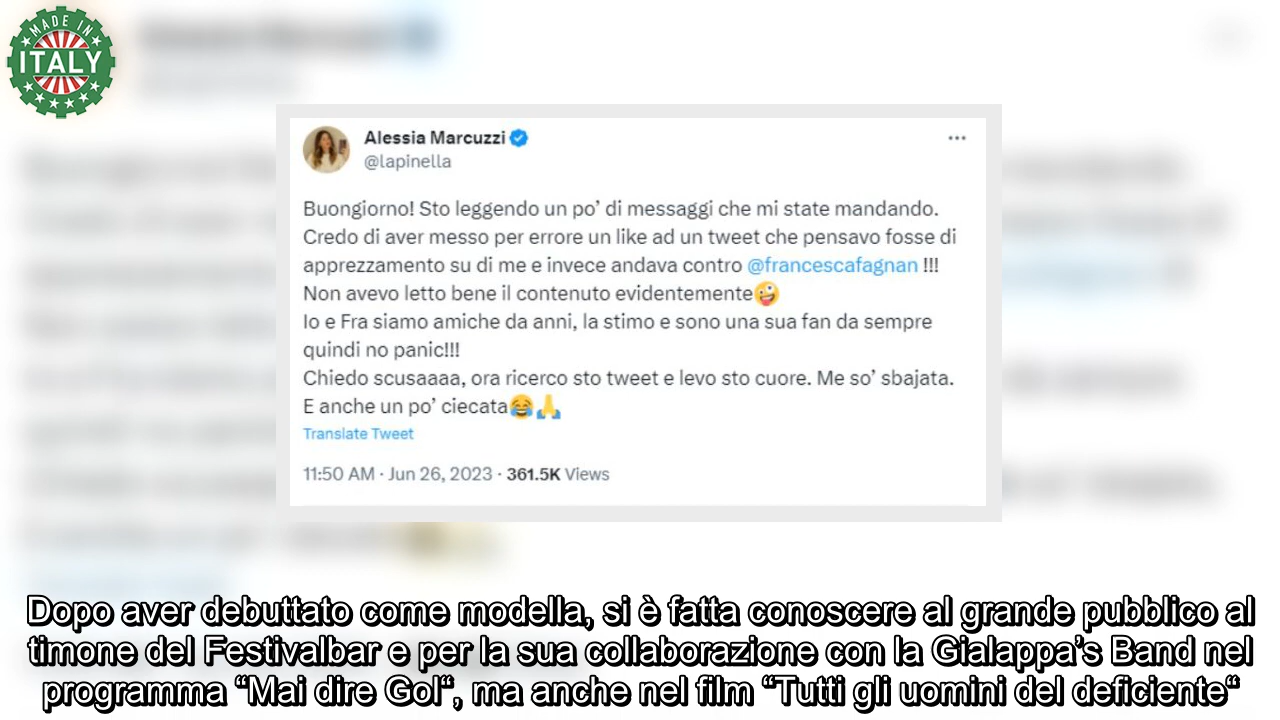 MADE IN
ITALY
Alessia Marcuzzi
@lapinella
Buongiorno! Sto leggendo un po’ di messaggi che mi state mandando.
Credo di aver messo per errore un like ad un tweet che pensavo fosse di
apprezzamento su di me e invece andava contro @francescafagnan !!!
Non avevo letto bene il contenuto evidentemente🤪
Io e Fra siamo amiche da anni, la stimo e sono una sua fan da sempre
quindi no panic!!!
Chiedo scusaaaa, ora ricerco sto tweet e levo sto cuore. Me so’ sbajata.
E anche un po’ ciecata😂🙏
Translate Tweet
11:50 AM · Jun 26, 2023 · 361.5K Views
Dopo aver debuttato come modella, si è fatta conoscere al grande pubblico al
timone del Festivalbar e per la sua collaborazione con la Gialappa’s Band nel
programma “Mai dire Gol“, ma anche nel film “Tutti gli uomini del deficiente“